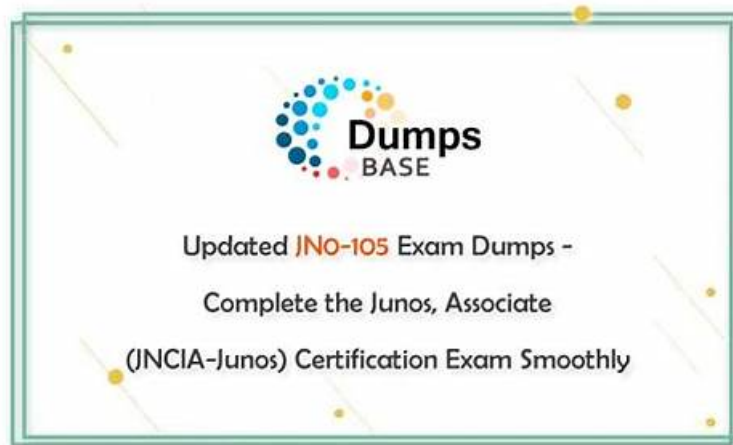 Dumps
BASE
Updated JN0-105 Exam Dumps -
Complete the Junos, Associate
(JNCIA-Junos) Certification Exam Smoothly